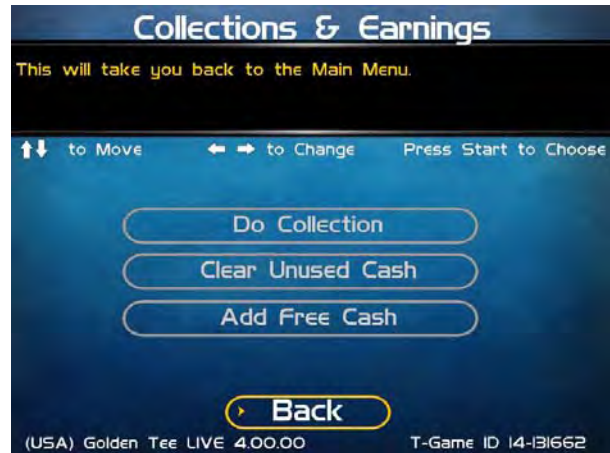 Collections & Earnings
This will take you back to the Main Menu.
to Move to Change Press Start to Choose
Do Collection
Clear Unused Cash
Add Free Cash
Back
(USA) Golden Tee LIVE 4.00.00 T-Game ID 14-131662